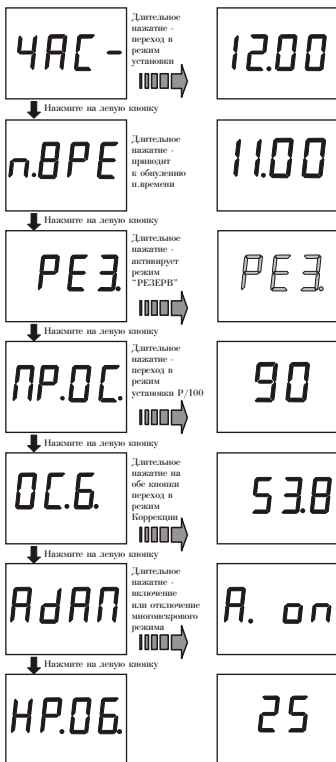 ЧАС-
Длительное
нажатие -
переход в
режим
установки
12.00
Нажмите на левую кнопку
п.ВРЕ
Длительное
нажатие -
приводит
к обнулению
п.времени
11.00
Нажмите на левую кнопку
РЕЗ.
Длительное
нажатие -
активирует
режим
"РЕЗЕРВ"
РЕЗ.
Нажмите на левую кнопку
ПР.ОС.
Длительное
нажатие -
переход в
режим
установки Р/100
90
Нажмите на левую кнопку
ОС.Б.
Длительное
нажатие на
обе кнопки
переход в
режим
Коррекции
53.8
Нажмите на левую кнопку
АdАП
Длительное
нажатие -
включение
или отключение
многоискрового
режима
A. on
Нажмите на левую кнопку
НР.ОБ.
25